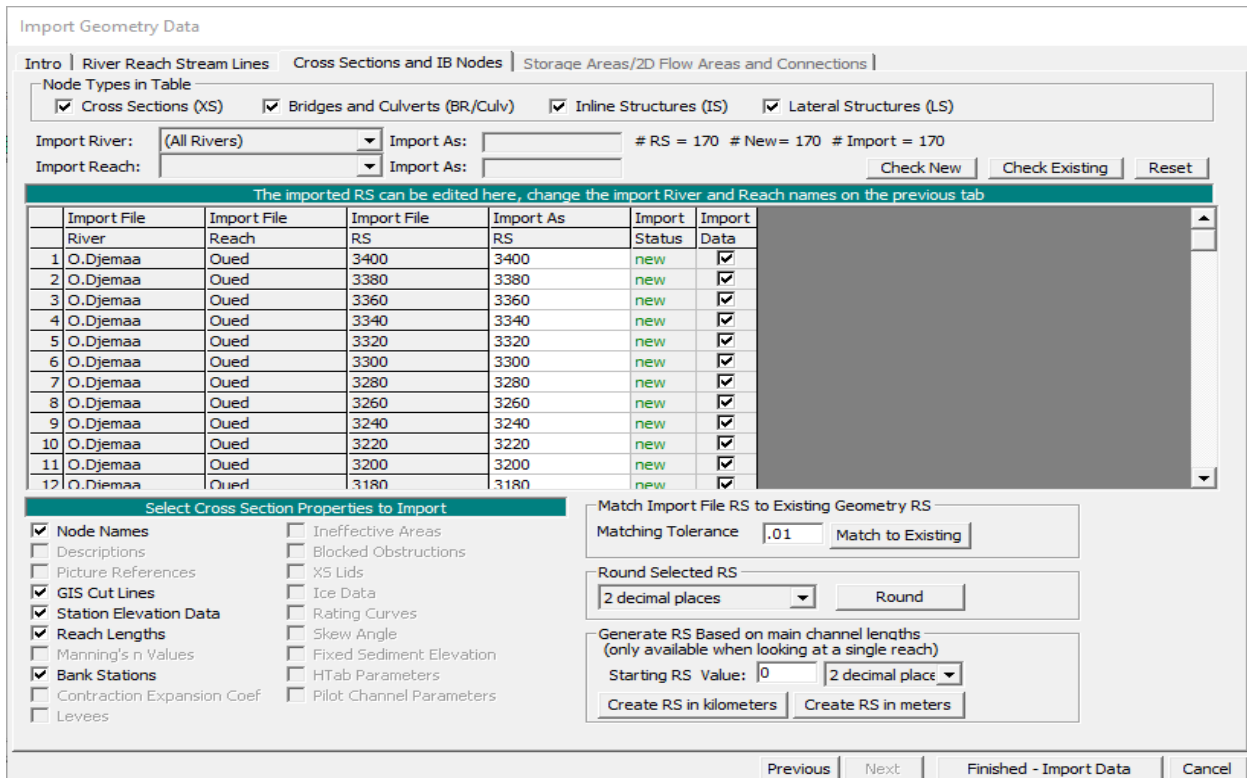 Import Geometry Data
Intro River Reach Stream Lines Cross Sections and IB Nodes Storage Areas/2D Flow Areas and Connections
Node Types in Table
Cross Sections (XS) Bridges and Culverts (BR/Culv) Inline Structures (IS) Lateral Structures (LS)
Import River: (All Rivers) Import As: # RS = 170 # New= 170 # Import = 170
Import Reach: Import As: Check New Check Existing Reset
The imported RS can be edited here, change the import River and Reach names on the previous tab
Import File Import File Import File Import As Import Import
River Reach RS RS Status Data
1 O.Djemaa Oued 3400 3400 new
2 O.Djemaa Oued 3380 3380 new
3 O.Djemaa Oued 3360 3360 new
4 O.Djemaa Oued 3340 3340 new
5 O.Djemaa Oued 3320 3320 new
6 O.Djemaa Oued 3300 3300 new
7 O.Djemaa Oued 3280 3280 new
8 O.Djemaa Oued 3260 3260 new
9 O.Djemaa Oued 3240 3240 new
10 O.Djemaa Oued 3220 3220 new
11 O.Djemaa Oued 3200 3200 new
12 O.Djemaa Oued 3180 3180 new
Select Cross Section Properties to Import
Node Names Ineffective Areas
Descriptions Blocked Obstructions
Picture References XS Lids
GIS Cut Lines Ice Data
Station Elevation Data Rating Curves
Reach Lengths Skew Angle
Manning's n Values Fixed Sediment Elevation
Bank Stations HTab Parameters
Contraction Expansion Coef Pilot Channel Parameters
Levees
Match Import File RS to Existing Geometry RS
Matching Tolerance .01 Match to Existing
Round Selected RS
2 decimal places Round
Generate RS Based on main channel lengths
(only available when looking at a single reach)
Starting RS Value: 0 2 decimal place
Create RS in kilometers Create RS in meters
Previous Next Finished - Import Data Cancel